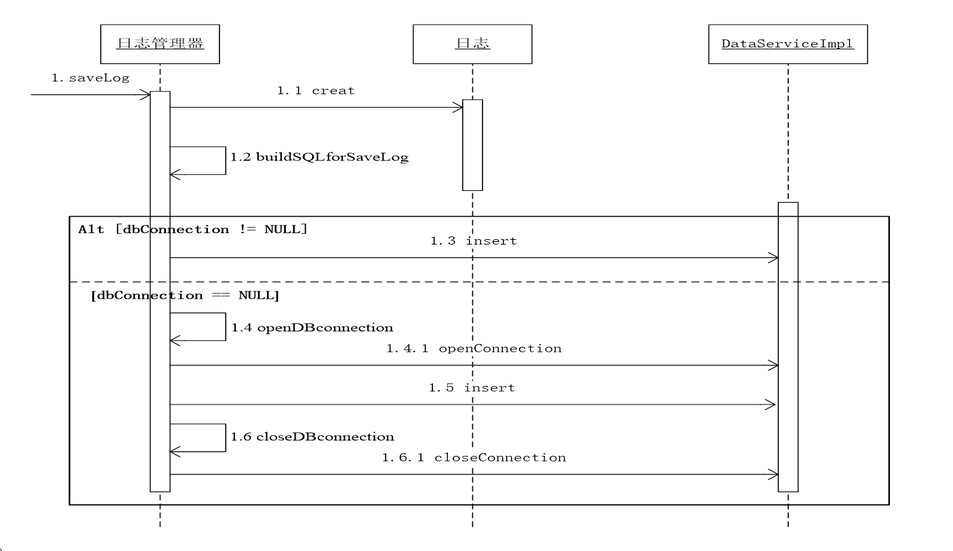 日志管理器
日志
DataServiceImpl
1.saveLog
1.1 creat
1.2 buildSQLforSaveLog
Alt [dbConnection != NULL]
1.3 insert
[dbConnection == NULL]
1.4 openDBconnection
1.4.1 openConnection
1.5 insert
1.6 closeDBconnection
1.6.1 closeConnection